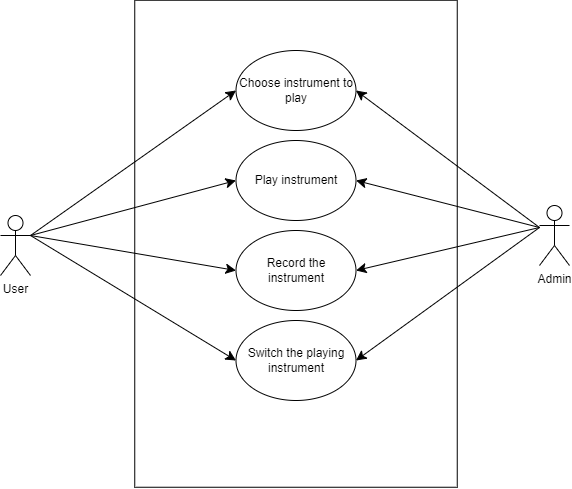 Choose instrument to
play
Play instrument
Record the
instrument
Switch the playing
instrument
User
Admin